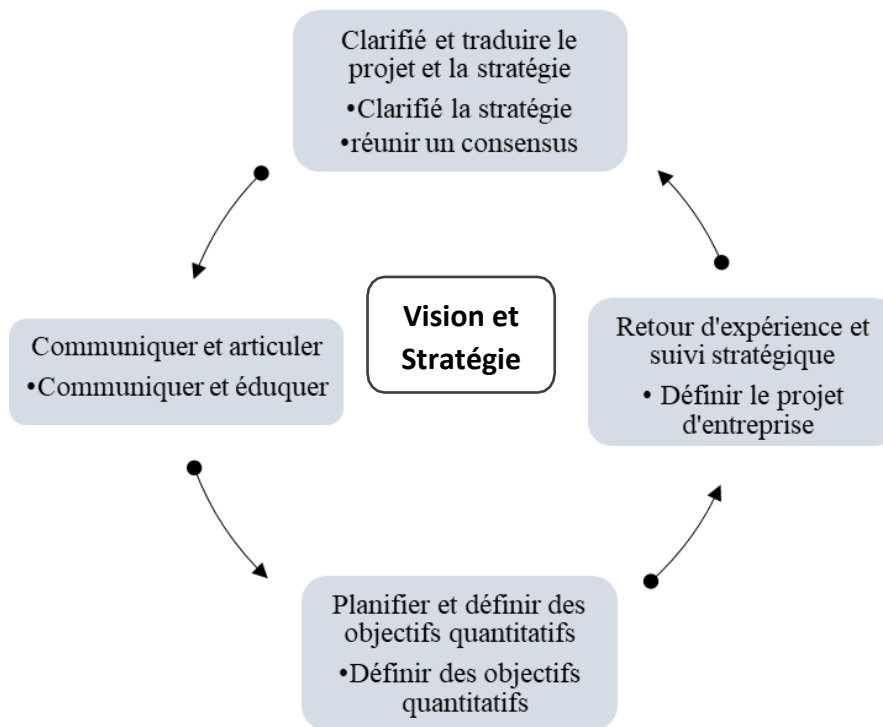 Clarifié et traduire le
projet et la stratégie
•Clarifié la stratégie
•réunir un consensus
Communiquer et articuler
•Communiquer et éduquer
Vision et
Stratégie
Retour d'expérience et
suivi stratégique
• Définir le projet
d'entreprise
Planifier et définir des
objectifs quantitatifs
•Définir des objectifs
quantitatifs